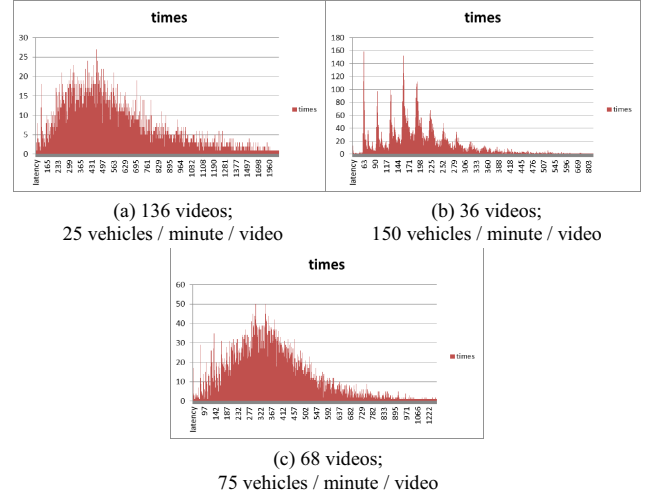 times
30
25
20
15
10
5
0
times
latency 165 233 299 365 431 497 563 629 695 761 829 895 964 1032 1108 1190 1281 1377 1497 1698 1968
(a) 136 videos;
25 vehicles / minute / video
times
180
160
140
120
100
80
60
40
20
0
times
latency 63 90 117 144 171 198 225 252 279 306 333 360 388 418 445 476 507 545 596 669 803
(b) 36 videos;
150 vehicles / minute / video
times
60
50
40
30
20
10
0
times
latency 97 142 187 232 277 322 367 412 457 502 547 592 637 682 729 782 833 895 971 1066 1222
(c) 68 videos;
75 vehicles / minute / video